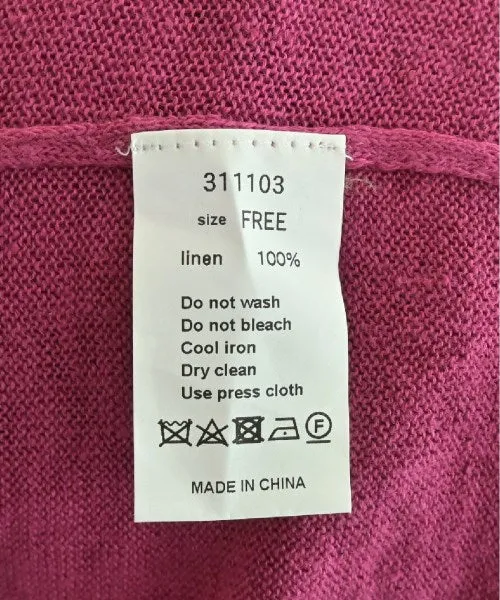 311103
size FREE
linen 100%
Do not wash
Do not bleach
Cool iron
Dry clean
Use press cloth
F
MADE IN CHINA